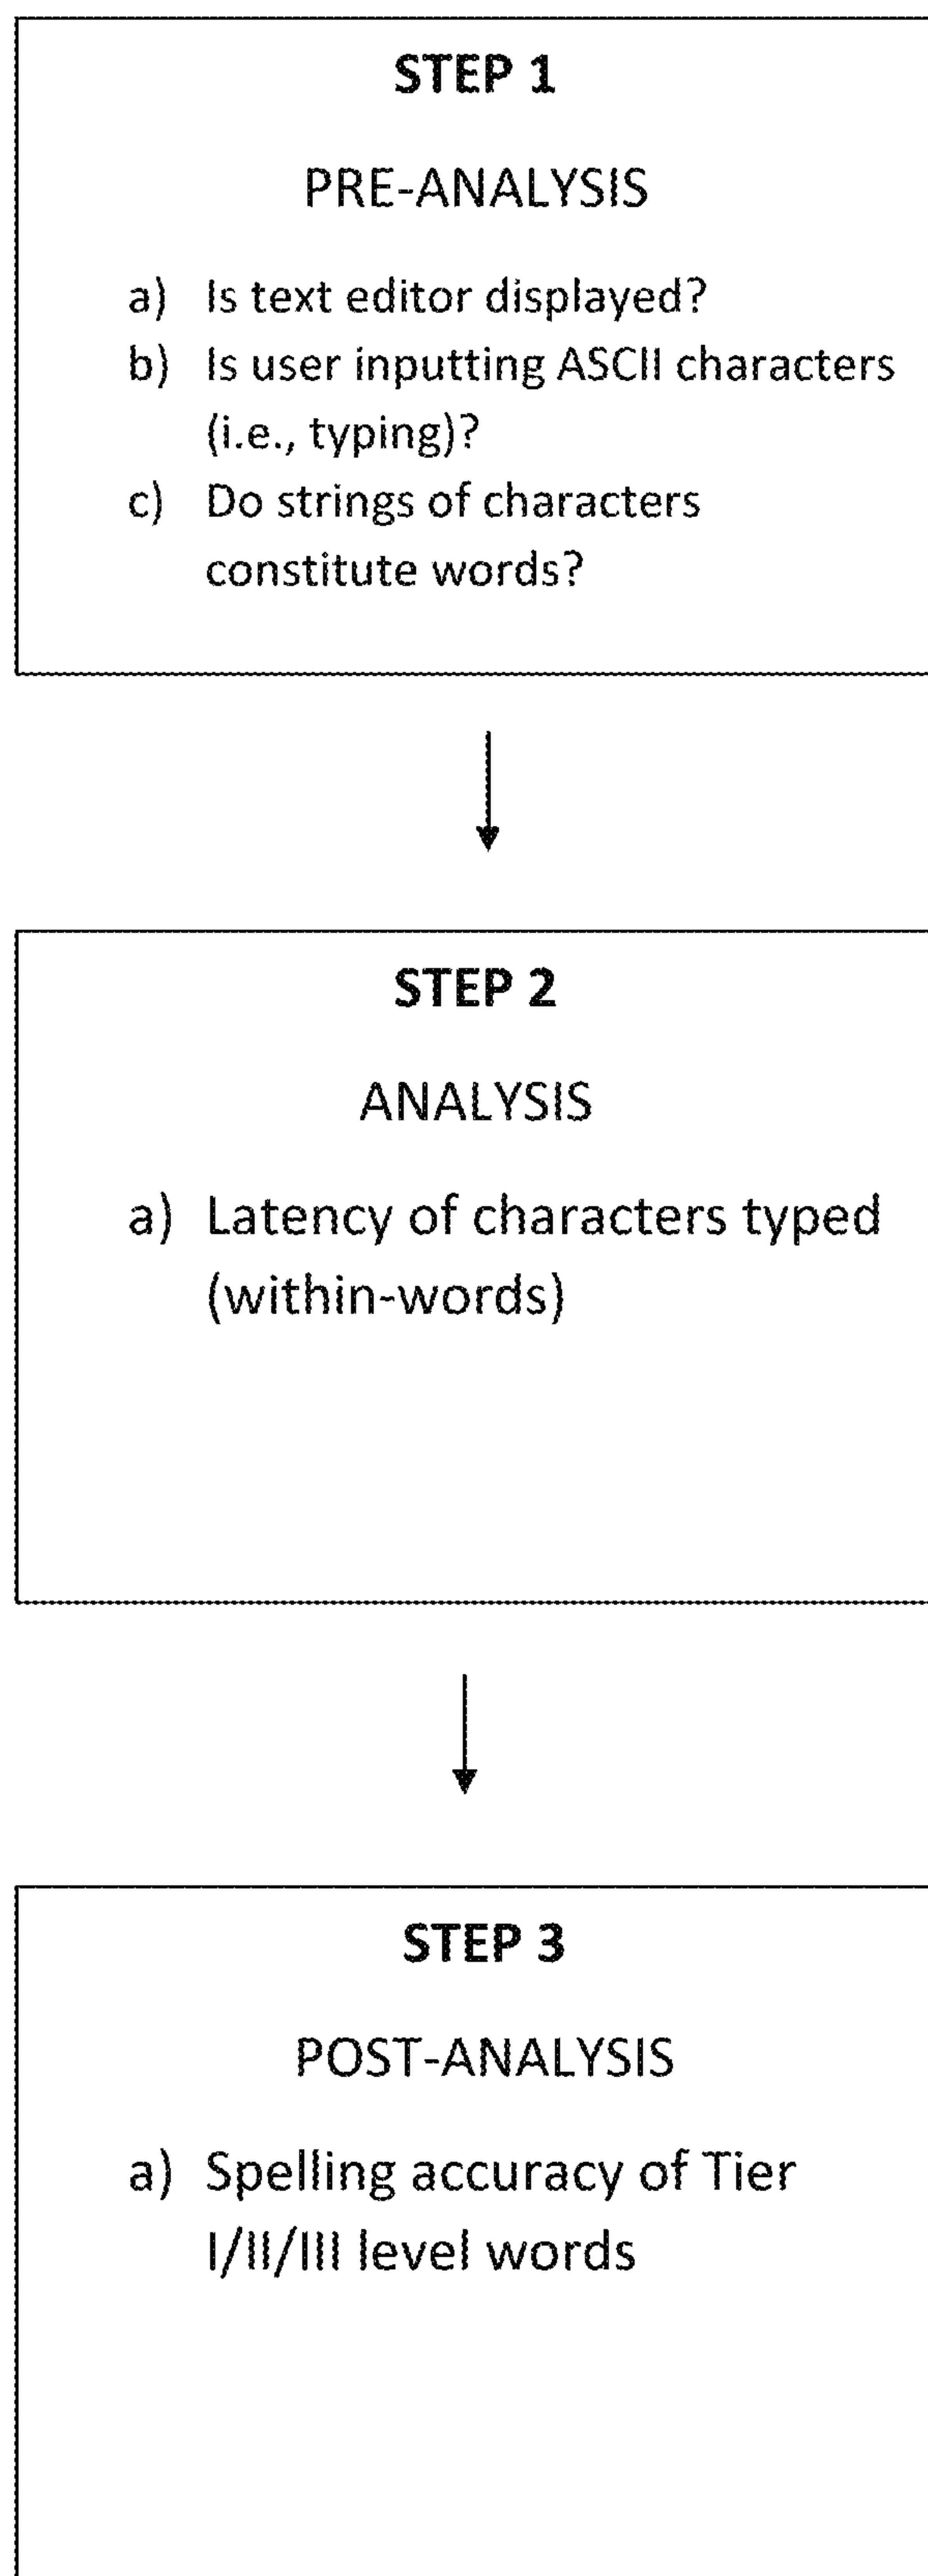 STEP 1
PRE-ANALYSIS
a) Is text editor displayed?
b) Is user inputting ASCII characters
(i.e., typing)?
c) Do strings of characters
constitute words?
STEP 2
ANALYSIS
a) Latency of characters typed
(within-words)
STEP 3
POST-ANALYSIS
a) Spelling accuracy of Tier
I/II/III level words